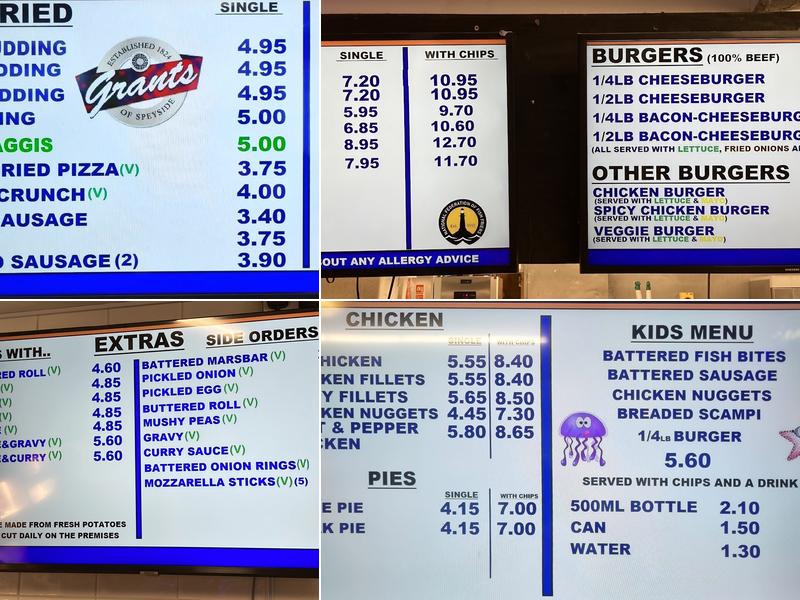 RIED SINGLE
UDDING 4.95
DDING 4.95
DDING 4.95
ING 5.00
AGGIS 5.00
RIED PIZZA(V) 3.75
CRUNCH(V) 4.00
AUSAGE 3.40
3.75
D SAUSAGE (2) 3.90
ESTABLISHED 1824
Grants
OF SPEYSIDE
SINGLE WITH CHIPS
7.20 10.95
7.20 10.95
5.95 9.70
6.85 10.60
8.95 12.70
7.95 11.70
NATIONAL FEDERATION OF FISH FRIERS
OUT ANY ALLERGY ADVICE
BURGERS (100% BEEF)
1/4LB CHEESEBURGER
1/2LB CHEESEBURGER
1/4LB BACON-CHEESEBURG
1/2LB BACON-CHEESEBURG
(ALL SERVED WITH LETTUCE, FRIED ONIONS A
OTHER BURGERS
CHICKEN BURGER
(SERVED WITH LETTUCE & MAYO)
SPICY CHICKEN BURGER
(SERVED WITH LETTUCE & MAYO)
VEGGIE BURGER
(SERVED WITH LETTUCE & MAYO)
S WITH.. EXTRAS SIDE ORDERS
ED ROLL (V) 4.60
(V) 4.85
(V) 4.85
(V) 4.85
E (V) 4.85
E&GRAVY (V) 5.60
E&CURRY (V) 5.60
BATTERED MARSBAR (V)
PICKLED ONION (V)
PICKLED EGG (V)
BUTTERED ROLL (V)
MUSHY PEAS (V)
GRAVY (V)
CURRY SAUCE (V)
BATTERED ONION RINGS(V)
MOZZARELLA STICKS (V) (5)
E MADE FROM FRESH POTATOES
CUT DAILY ON THE PREMISES
CHICKEN
SINGLE WITH CHIPS
HICKEN 5.55 8.40
KEN FILLETS 5.55 8.40
Y FILLETS 5.65 8.50
KEN NUGGETS 4.45 7.30
T & PEPPER 5.80 8.65
CKEN
PIES
SINGLE WITH CHIPS
E PIE 4.15 7.00
K PIE 4.15 7.00
KIDS MENU
BATTERED FISH BITES
BATTERED SAUSAGE
CHICKEN NUGGETS
BREADED SCAMPI
1/4LB BURGER
5.60
SERVED WITH CHIPS AND A DRINK
500ML BOTTLE 2.10
CAN 1.50
WATER 1.30